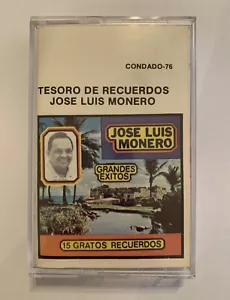 CONDADO-76
TESORO DE RECUERDOS
JOSE LUIS MONERO
JOSE LUIS
MONERO
GRANDES
EXITOS
15 GRATOS RECUERDOS